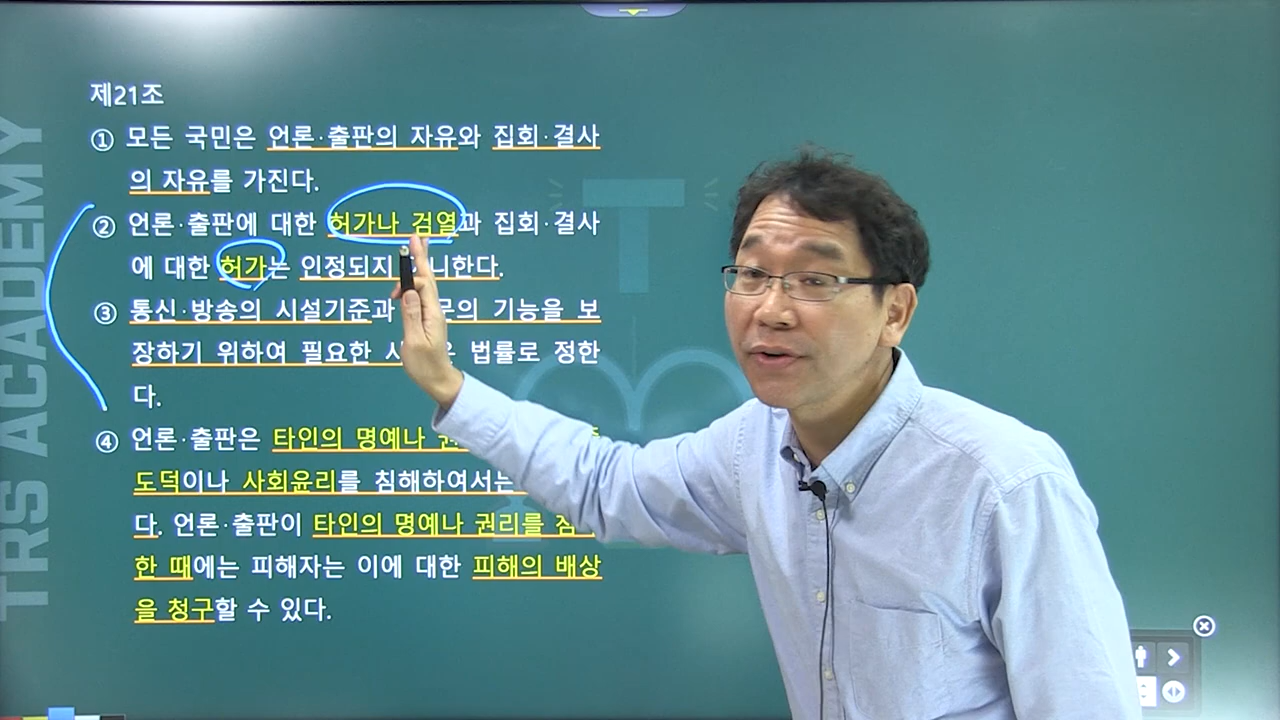 제21조
① 모든 국민은 언론·출판의 자유와 집회·결사
의 자유를 가진다.
② 언론·출판에 대한 허가나 검열과 집회·결사
에 대한 허가는 인정되지 니한다.
③ 통신·방송의 시설기준과 문의 기능을 보
장하기 위하여 필요한 법률로 정한
다.
④ 언론·출판은 타인의 명예나
도덕이나 사회윤리를 침해하여서는
다. 언론·출판이 타인의 명예나 권리를 침
한 때에는 피해자는 이에 대한 피해의 배상
을 청구할 수 있다.
TRS ACADEMY